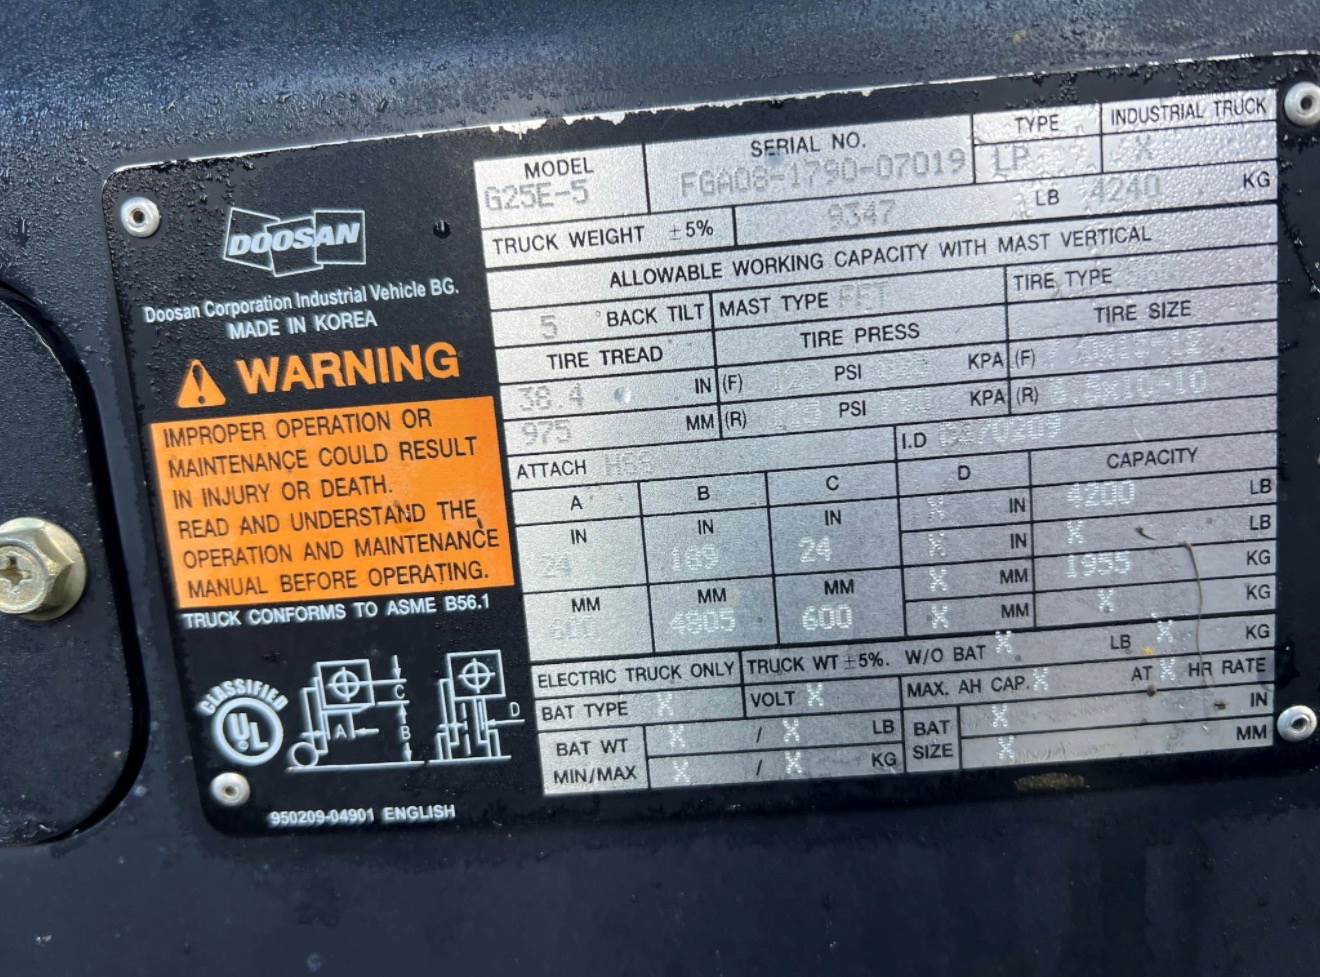 DOOSAN
Doosan Corporation Industrial Vehicle BG.
MADE IN KOREA
WARNING
IMPROPER OPERATION OR
MAINTENANCE COULD RESULT
IN INJURY OR DEATH.
READ AND UNDERSTAND THE
OPERATION AND MAINTENANCE
MANUAL BEFORE OPERATING.
TRUCK CONFORMS TO ASME B56.1
CLASSIFIED
UL
A B C D
950209-04901 ENGLISH
MODEL SERIAL NO. TYPE INDUSTRIAL TRUCK
G25E-5 FGA08-1790-07019 LP X
TRUCK WEIGHT ±5% 9347 LB 4240 KG
ALLOWABLE WORKING CAPACITY WITH MAST VERTICAL
5 ° BACK TILT MAST TYPE FFT TIRE TYPE
TIRE TREAD TIRE PRESS TIRE SIZE
38.4 IN (F) PSI KPA (F)
975 MM (R) PSI KPA (R) 6.5x10-10
ATTACH I.D
A B C D CAPACITY
IN IN IN X IN 4200 LB
24 189 24 X IN X LB
MM MM MM X MM 1955 KG
600 4805 600 X MM X KG
ELECTRIC TRUCK ONLY TRUCK WT ±5%. W/O BAT X LB X KG
BAT TYPE X VOLT X MAX. AH CAP. X AT X HR RATE
BAT WT X / X LB BAT X IN
MIN/MAX X / X KG SIZE X MM